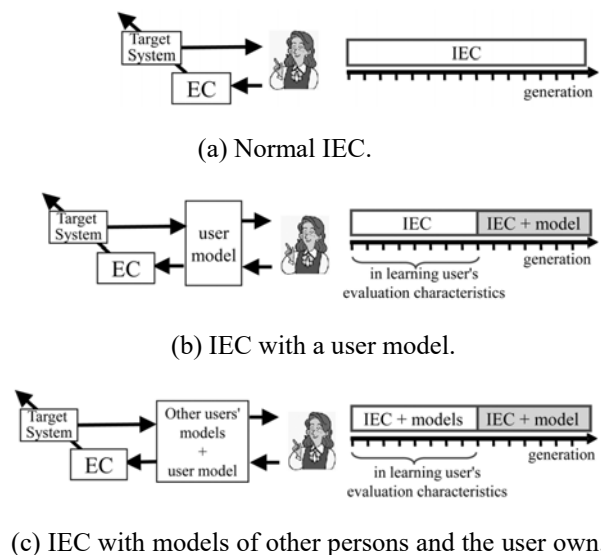 Target
System
EC
IEC
generation
(a) Normal IEC.
Target
System
EC
user
model
IEC
IEC + model
generation
in learning user's
evaluation characteristics
(b) IEC with a user model.
Target
System
EC
Other users'
models
+
user model
IEC + models
IEC + model
generation
in learning user's
evaluation characteristics
(c) IEC with models of other persons and the user own